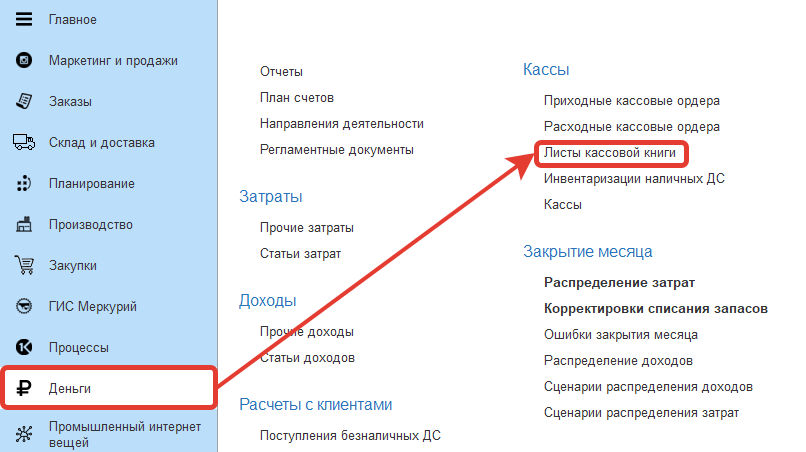 Главное
Маркетинг и продажи
Заказы
Склад и доставка
Планирование
Производство
Закупки
ГИС Меркурий
Процессы
Деньги
Промышленный интернет
вещей
Отчеты
План счетов
Направления деятельности
Регламентные документы
Затраты
Прочие затраты
Статьи затрат
Доходы
Прочие доходы
Статьи доходов
Расчеты с клиентами
Поступления безналичных ДС
Кассы
Приходные кассовые ордера
Расходные кассовые ордера
Листы кассовой книги
Инвентаризации наличных ДС
Кассы
Закрытие месяца
Распределение затрат
Корректировки списания запасов
Ошибки закрытия месяца
Распределение доходов
Сценарии распределения доходов
Сценарии распределения затрат